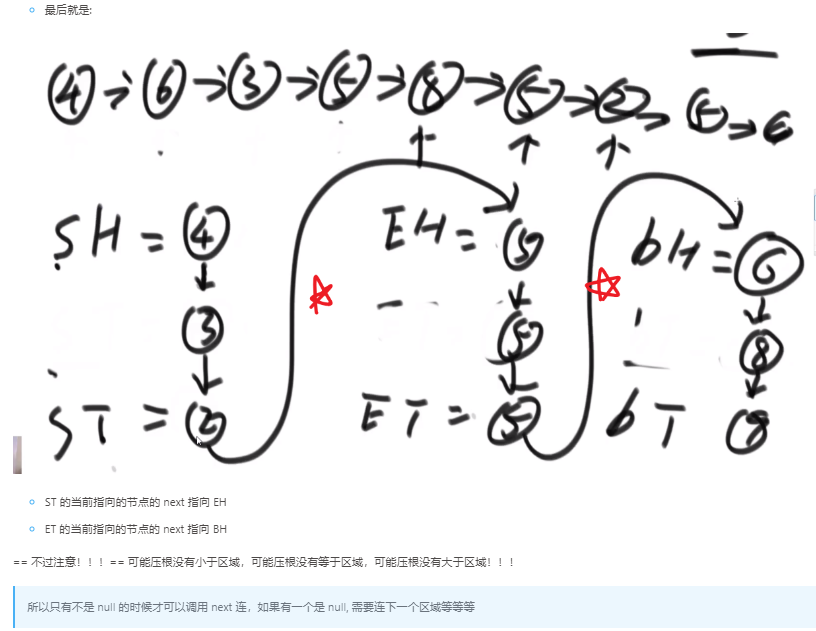 最后就是:
4 → 6 → 3 → 5 → 8 → 5 → 2 → 5 →
SH = 4
EH = 5
bH = 6
3
5
8
ST = 2
ET = 5
bT
ST 的当前指向的节点的 next 指向 EH
ET 的当前指向的节点的 next 指向 BH
== 不过注意！！！ == 可能压根没有小于区域，可能压根没有等于区域，可能压根没有大于区域！！！
所以只有不是 null 的时候才可以调用 next 连，如果有一个是 null, 需要连下一个区域等等等